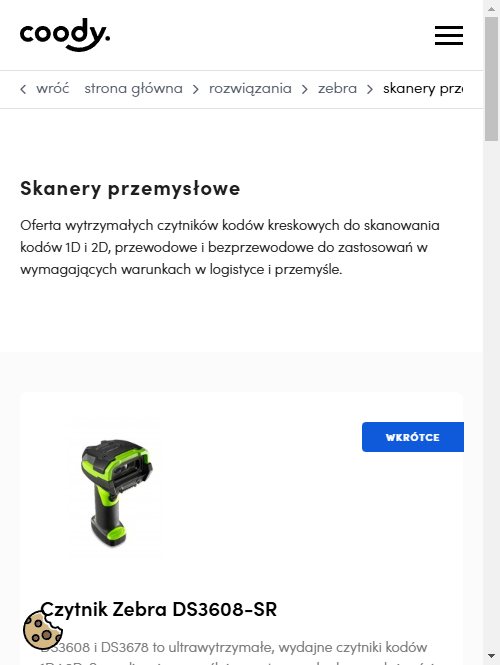 coody.
wróć strona główna rozwiązania zebra skanery
Skanery przemysłowe
Oferta wytrzymałych czytników kodów kreskowych do skanowania
kodów 1D i 2D, przewodowe i bezprzewodowe do zastosowań w
wymagających warunkach w logistyce i przemyśle.
WKRÓTCE
Czytnik Zebra DS3608-SR
DS3608 i DS3678 to ultrawytrzymałe, wydajne czytniki kodów